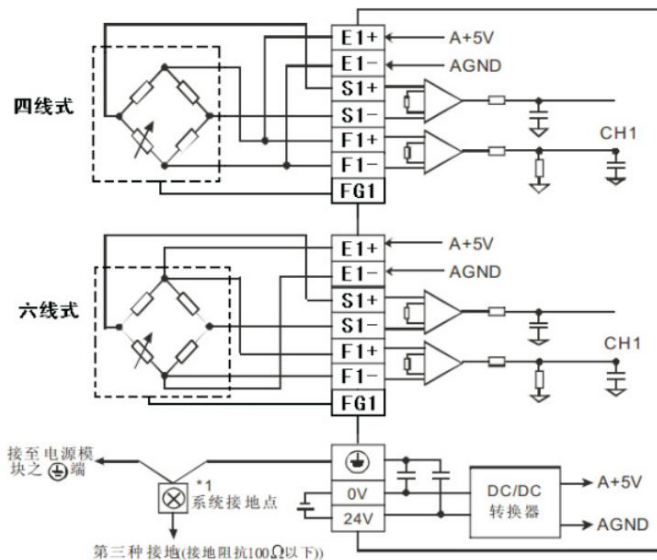 四线式
E1+
A+5V
E1-
AGND
S1+
S1-
F1+
CH1
F1-
FG1
六线式
E1+
A+5V
E1-
AGND
S1+
S1-
F1+
CH1
F1-
FG1
接至电源模
块之 端
*1
系统接地点
第三种接地(接地阻抗100Ω以下))
0V
24V
DC/DC
转换器
A+5V
AGND